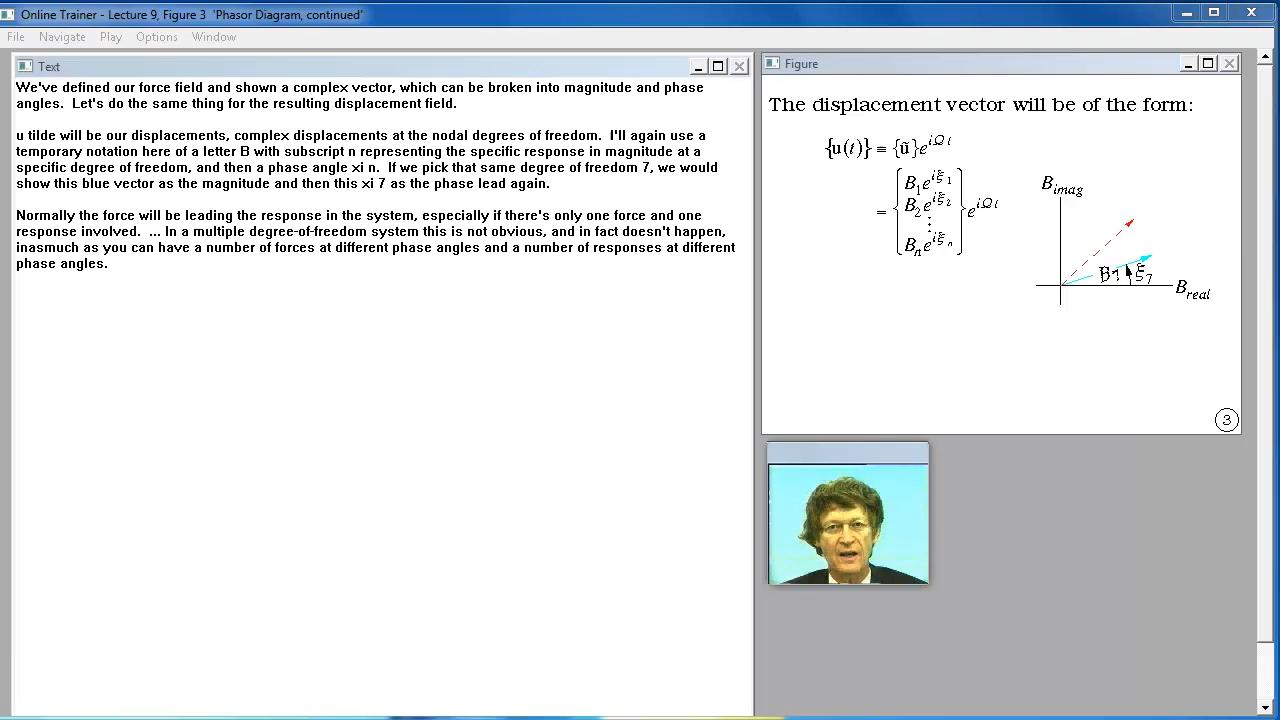 Online Trainer - Lecture 9, Figure 3 'Phasor Diagram, continued'
File Navigate Play Options Window
Text
We've defined our force field and shown a complex vector, which can be broken into magnitude and phase
angles. Let's do the same thing for the resulting displacement field.
u tilde will be our displacements, complex displacements at the nodal degrees of freedom. I'll again use a
temporary notation here of a letter B with subscript n representing the specific response in magnitude at a
specific degree of freedom, and then a phase angle xi n. If we pick that same degree of freedom 7, we would
show this blue vector as the magnitude and then this xi 7 as the phase lead again.
Normally the force will be leading the response in the system, especially if there's only one force and one
response involved. ... In a multiple degree-of-freedom system this is not obvious, and in fact doesn't happen,
inasmuch as you can have a number of forces at different phase angles and a number of responses at different
phase angles.
Figure
The displacement vector will be of the form:
{u(t)} ≡ {ũ}e^{iΩt}
= { B₁e^{iξ₁}
B₂e^{iξ₂}
⋮
Bₙe^{iξₙ} } e^{iΩt}
B_imag
B₇ ξ₇
B_real
3